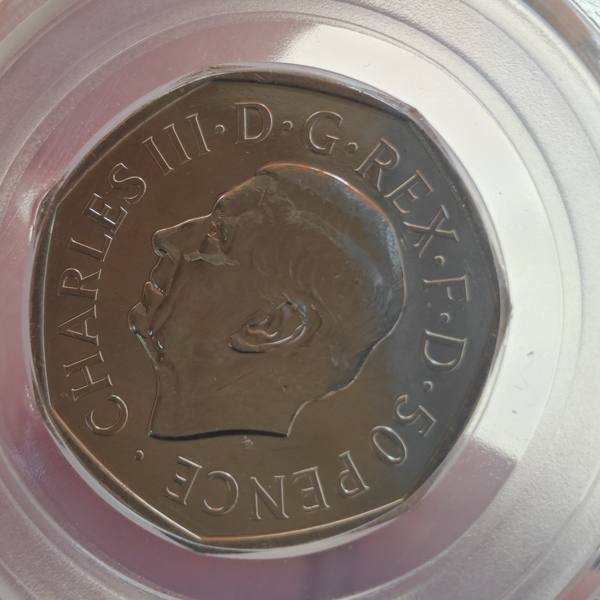 · CHARLES III · D · G · REX · F · D · 50 PENCE